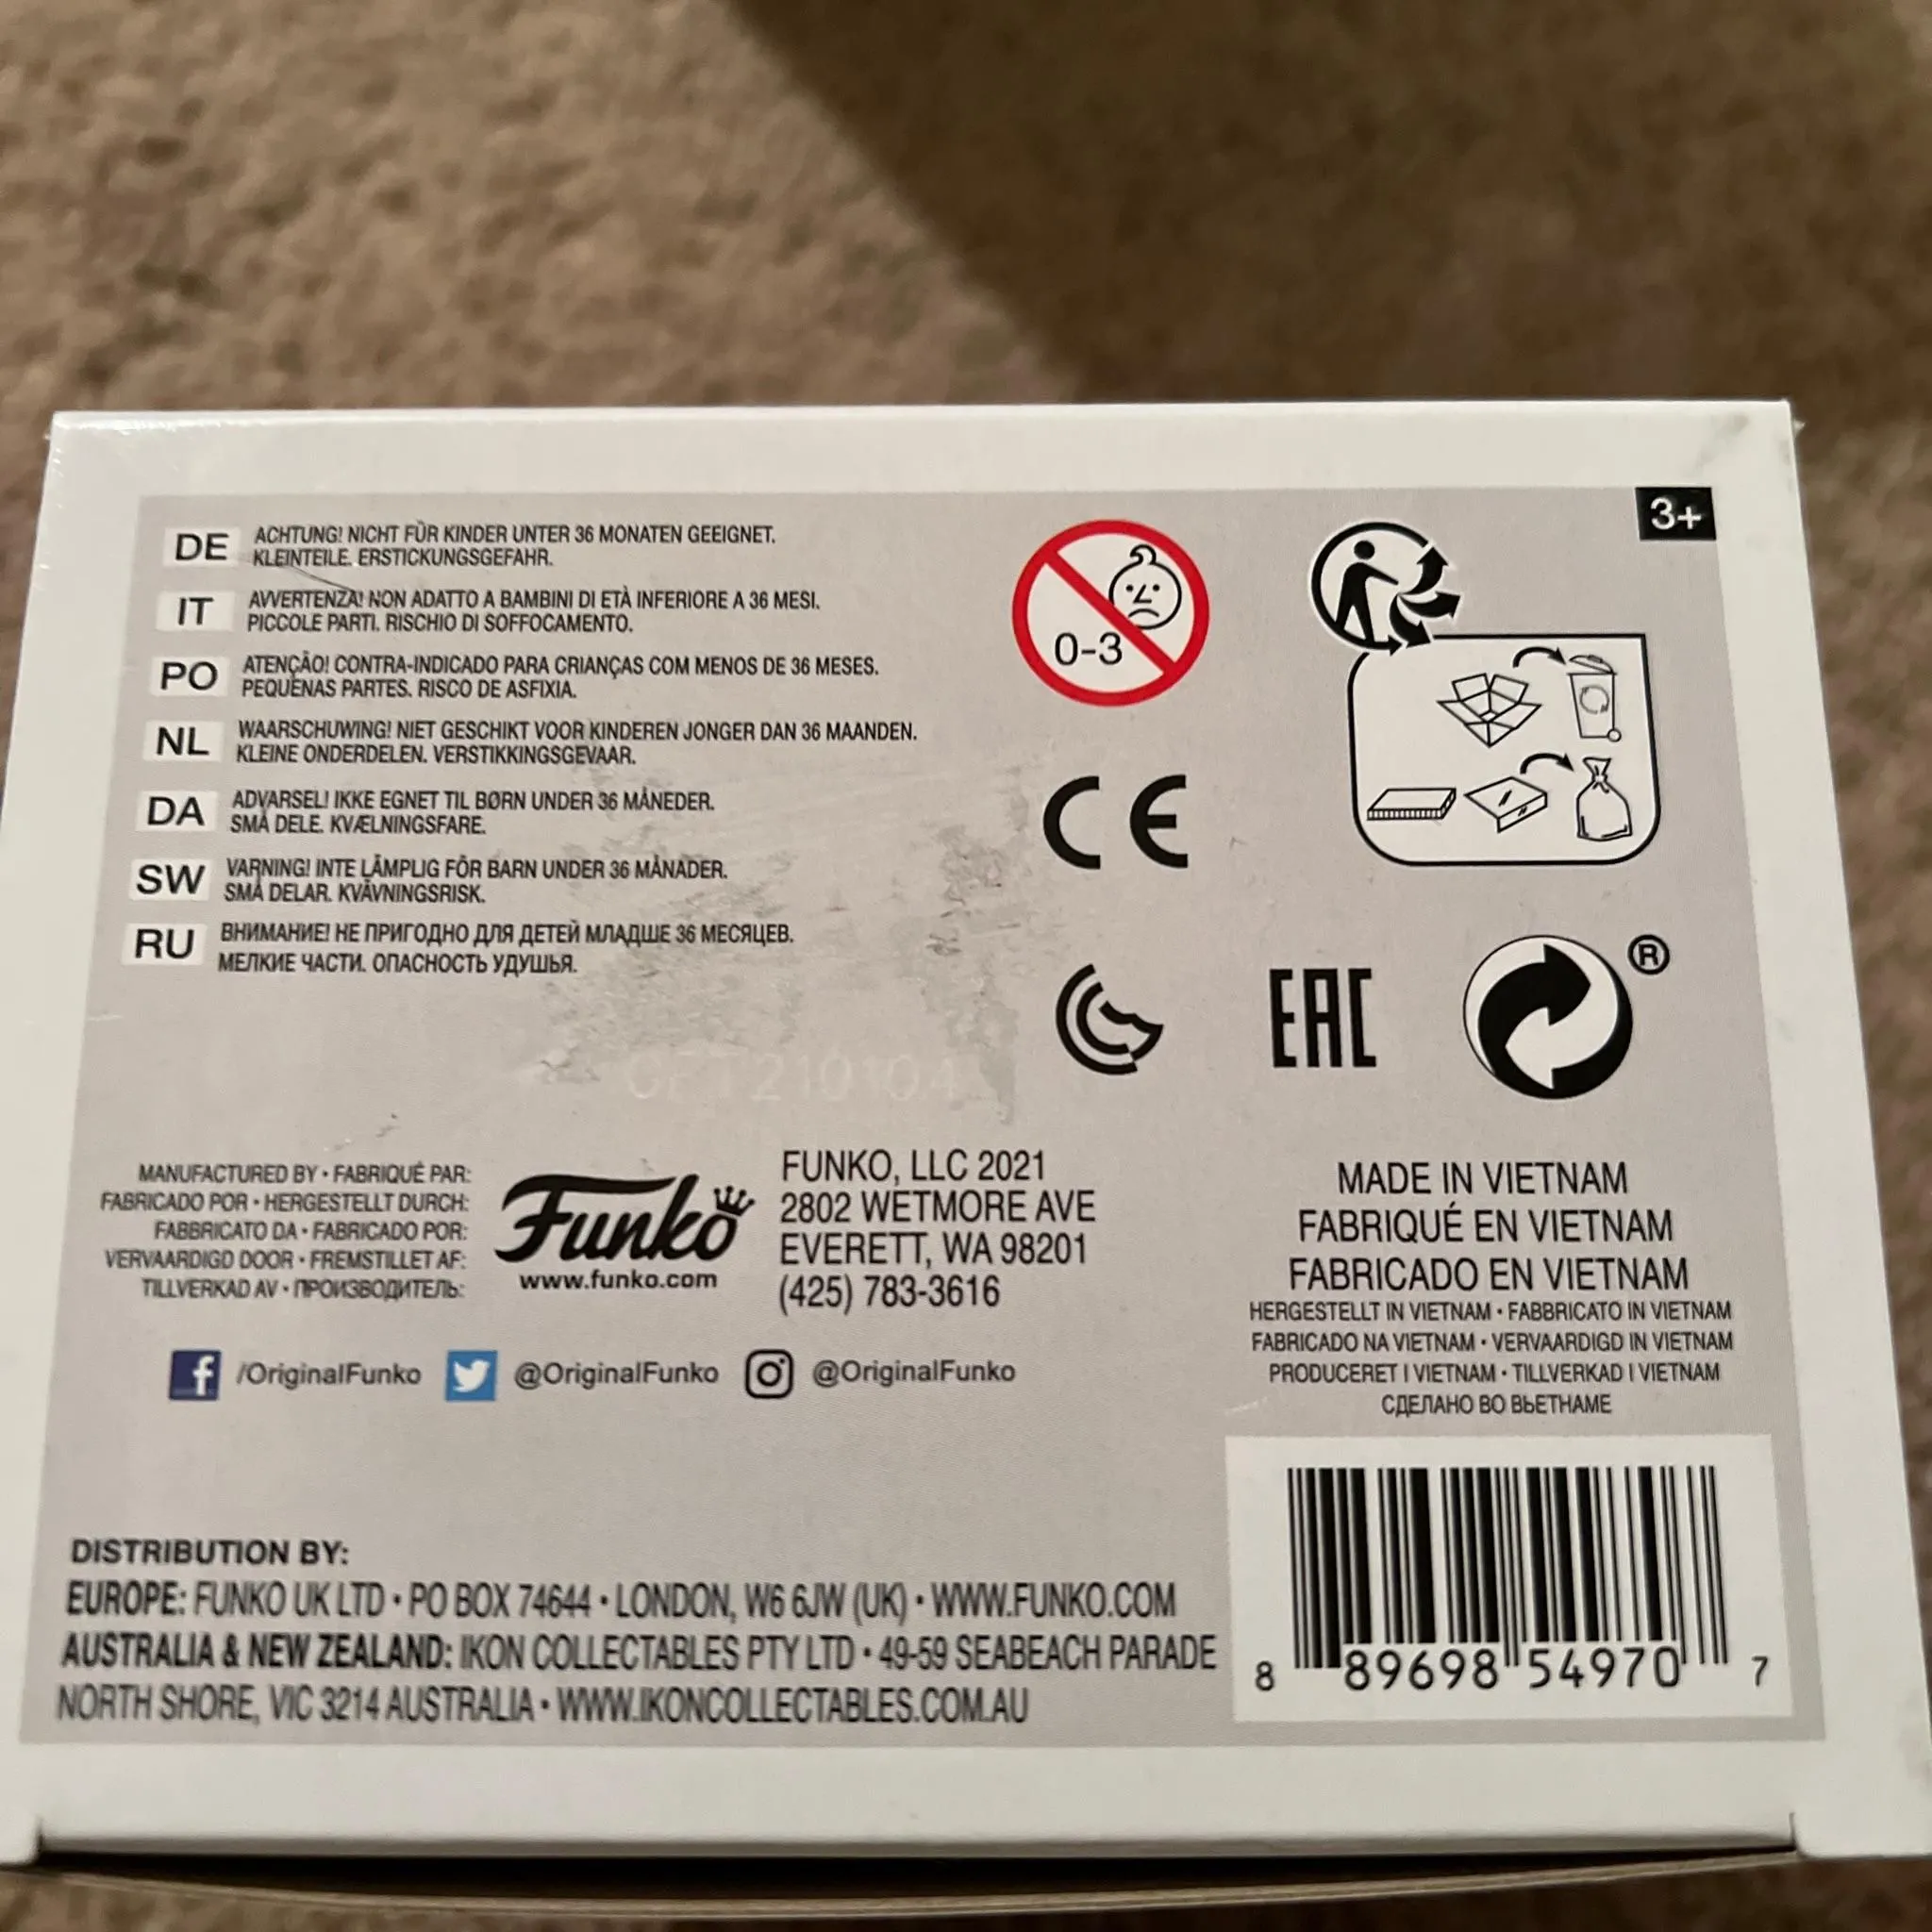 3+
DE
ACHTUNG! NICHT FÜR KINDER UNTER 36 MONATEN GEEIGNET.
KLEINTEILE. ERSTICKUNGSGEFAHR.
IT
AVVERTENZA! NON ADATTO A BAMBINI DI ETÀ INFERIORE A 36 MESI.
PICCOLE PARTI. RISCHIO DI SOFFOCAMENTO.
PO
ATENÇÃO! CONTRA-INDICADO PARA CRIANÇAS COM MENOS DE 36 MESES.
PEQUENAS PARTES. RISCO DE ASFIXIA.
NL
WAARSCHUWING! NIET GESCHIKT VOOR KINDEREN JONGER DAN 36 MAANDEN.
KLEINE ONDERDELEN. VERSTIKKINGSGEVAAR.
DA
ADVARSEL! IKKE EGNET TIL BØRN UNDER 36 MÅNEDER.
SMÅ DELE. KVÆLNINGSFARE.
SW
VARNING! INTE LÄMPLIG FÖR BARN UNDER 36 MÅNADER.
SMÅ DELAR. KVÄVNINGSRISK.
RU
ВНИМАНИЕ! НЕ ПРИГОДНО ДЛЯ ДЕТЕЙ МЛАДШЕ 36 МЕСЯЦЕВ.
МЕЛКИЕ ЧАСТИ. ОПАСНОСТЬ УДУШЬЯ.
0-3
CE
EAC
®
MANUFACTURED BY • FABRIQUÉ PAR:
FABRICADO POR • HERGESTELLT DURCH:
FABBRICATO DA • FABRICADO POR:
VERVAARDIGD DOOR • FREMSTILLET AF:
TILLVERKAD AV • ПРОИЗВОДИТЕЛЬ:
Funko
www.funko.com
FUNKO, LLC 2021
2802 WETMORE AVE
EVERETT, WA 98201
(425) 783-3616
MADE IN VIETNAM
FABRIQUÉ EN VIETNAM
FABRICADO EN VIETNAM
HERGESTELLT IN VIETNAM • FABBRICATO IN VIETNAM
FABRICADO NA VIETNAM • VERVAARDIGD IN VIETNAM
PRODUCERET I VIETNAM • TILLVERKAD I VIETNAM
СДЕЛАНО ВО ВЬЕТНАМЕ
/OriginalFunko @OriginalFunko @OriginalFunko
DISTRIBUTION BY:
EUROPE: FUNKO UK LTD • PO BOX 74644 • LONDON, W6 6JW (UK) • WWW.FUNKO.COM
AUSTRALIA & NEW ZEALAND: IKON COLLECTABLES PTY LTD • 49-59 SEABEACH PARADE
NORTH SHORE, VIC 3214 AUSTRALIA • WWW.IKONCOLLECTABLES.COM.AU
8 89698 54970 7